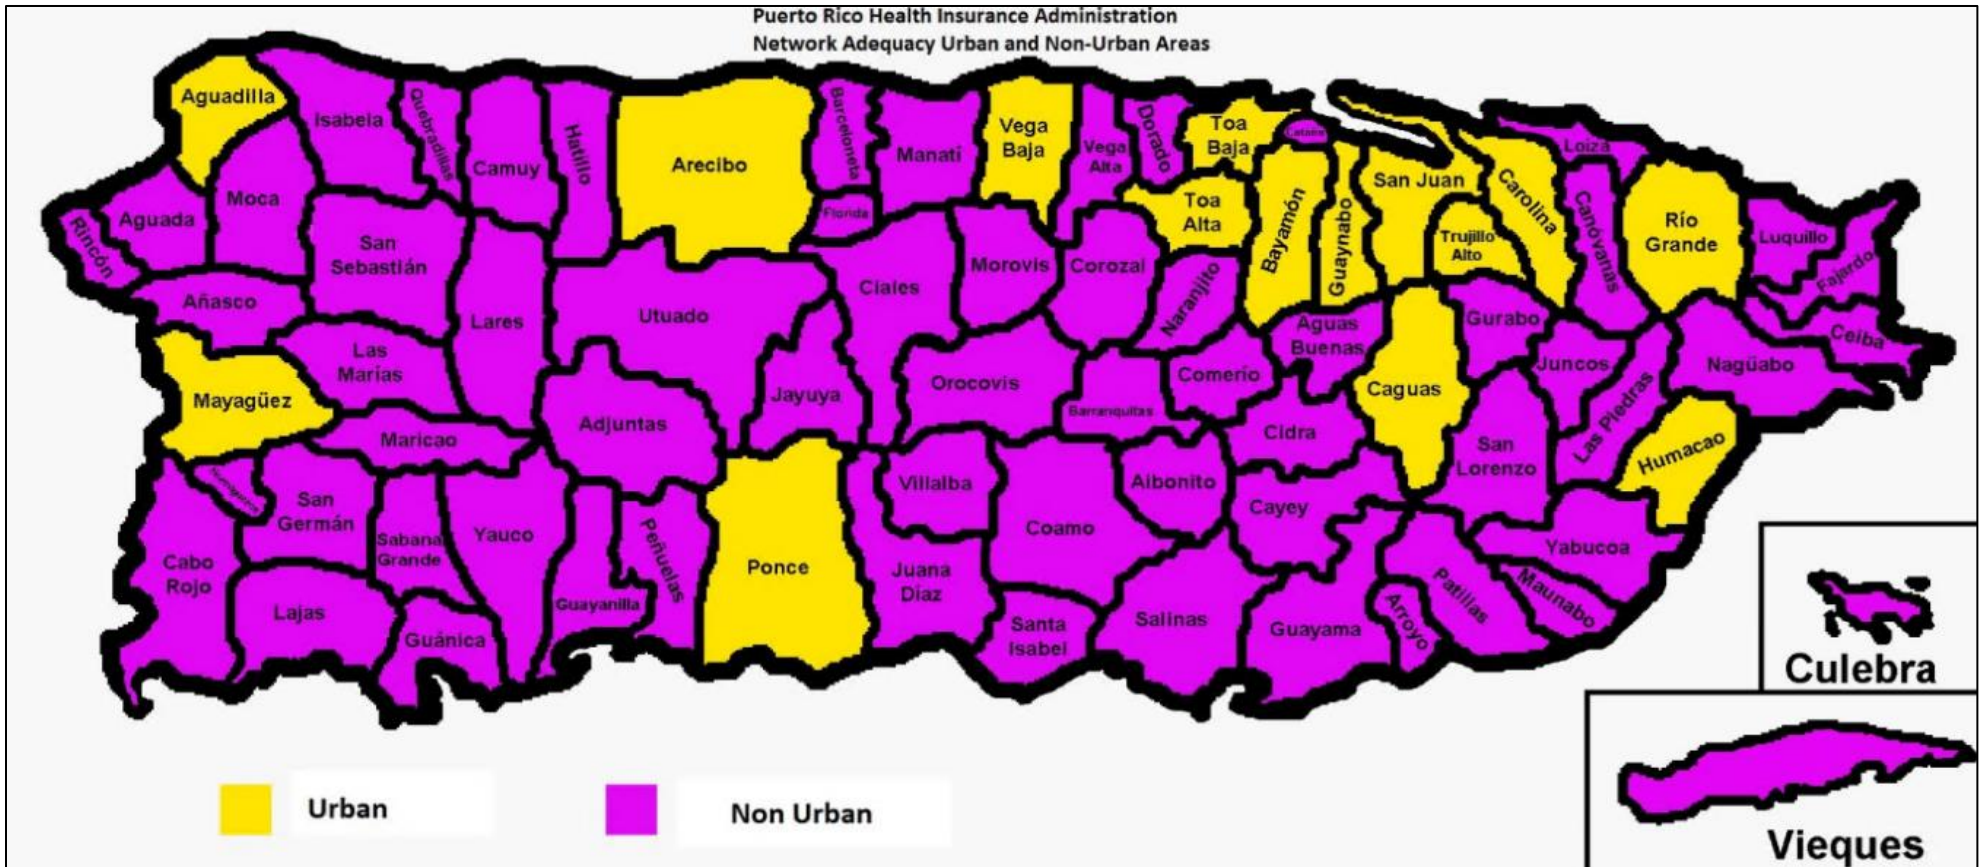 Puerto Rico Health Insurance Administration
Network Adequacy Urban and Non-Urban Areas
Aguadilla
Isabela
Quebradillas
Camuy
Hatillo
Arecibo
Barceloneta
Manatí
Vega
Baja
Vega
Alta
Dorado
Toa
Baja
Cataño
Loiza
Rincón
Aguada
Moca
San
Sebastián
Florida
Toa
Alta
Bayamón
Guaynabo
San Juan
Trujillo
Alto
Carolina
Canóvanas
Río
Grande
Luquillo
Fajardo
Ceiba
Añasco
Lares
Utuado
Ciales
Morovis
Corozal
Naranjito
Aguas
Buenas
Gurabo
Juncos
Las Piedras
Nagüabo
Mayagüez
Las
Marías
Maricao
Adjuntas
Jayuya
Orocovis
Barranquitas
Comerío
Cidra
Caguas
San
Lorenzo
Humacao
Hormigueros
San
Germán
Sabana
Grande
Yauco
Guayanilla
Peñuelas
Ponce
Villalba
Juana
Díaz
Coamo
Aibonito
Cayey
Yabucoa
Cabo
Rojo
Lajas
Guánica
Santa
Isabel
Salinas
Guayama
Arroyo
Patillas
Maunabo
Culebra
Vieques
Urban
Non Urban